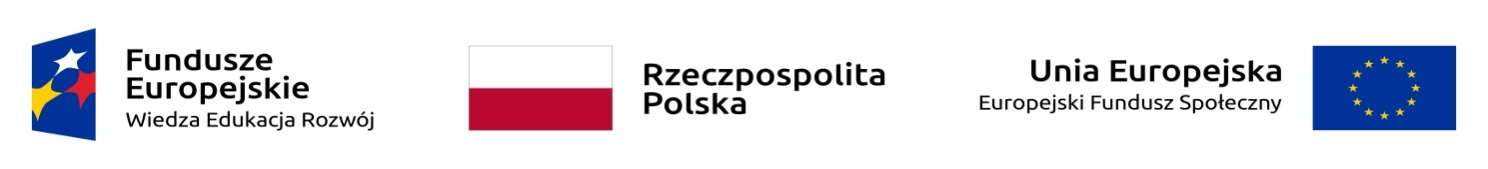 Fundusze
Europejskie
Wiedza Edukacja Rozwój
Rzeczpospolita
Polska
Unia Europejska
Europejski Fundusz Społeczny